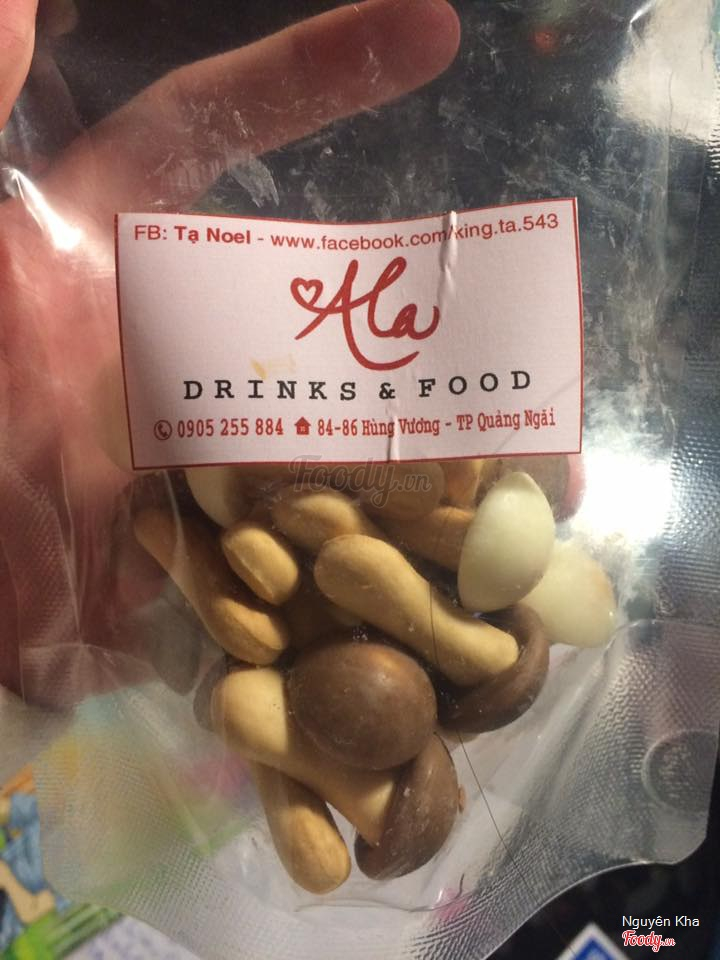 FB: Tạ Noel - www.facebook.com/king.ta.543
Ala
DRINKS & FOOD
0905 255 884 84-86 Hùng Vương - TP Quảng Ngãi
Foody.vn
Nguyên Kha
Foody.vn